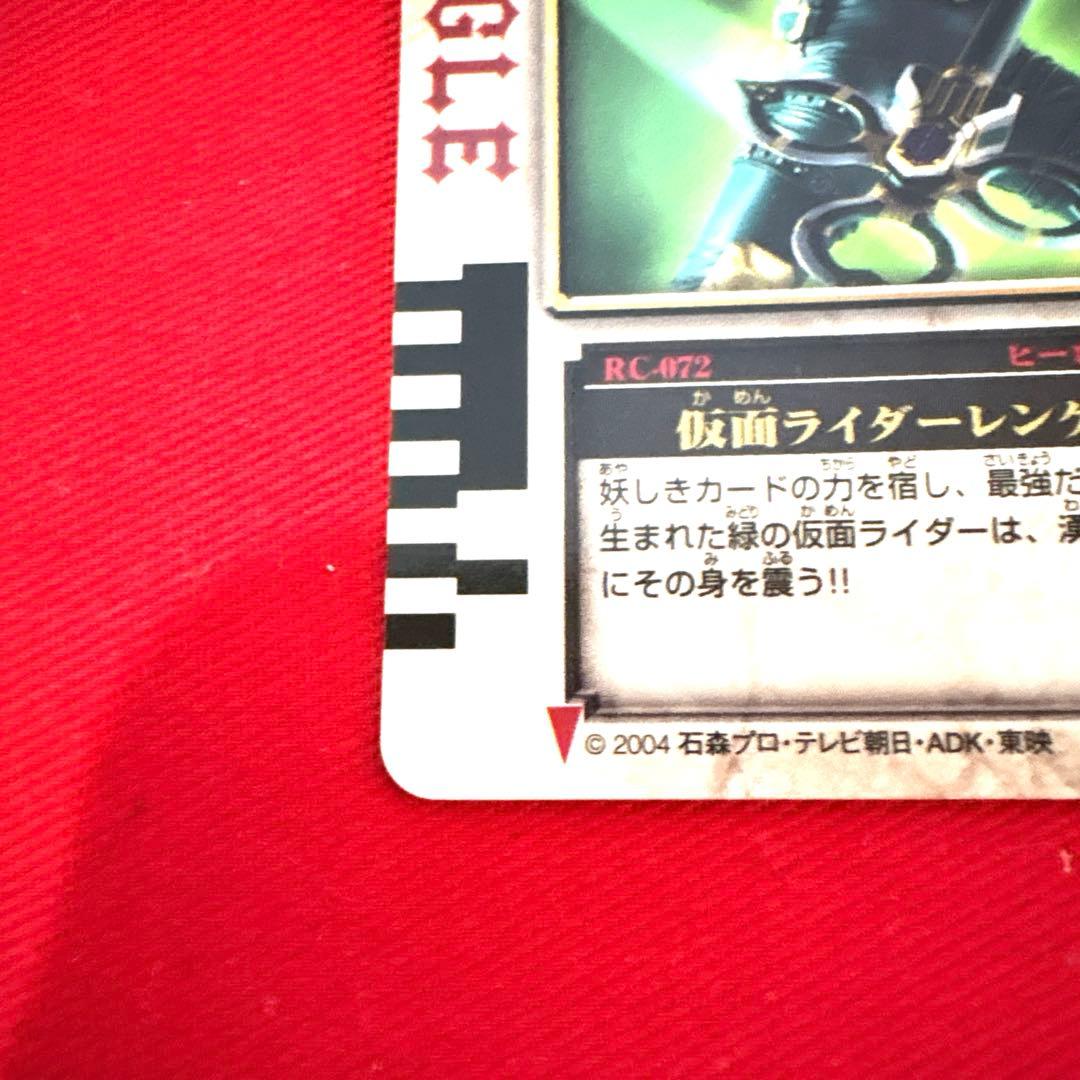 GLE
RC-072
ヒーロ
かめん
仮面ライダーレンゲ
あや ちから やど さいきょう
妖しきカードの力を宿し、最強だ
う みどり かめん わ
生まれた緑の仮面ライダーは、漢
み ふる
にその身を震う!!
© 2004 石森プロ・テレビ朝日・ADK・東映